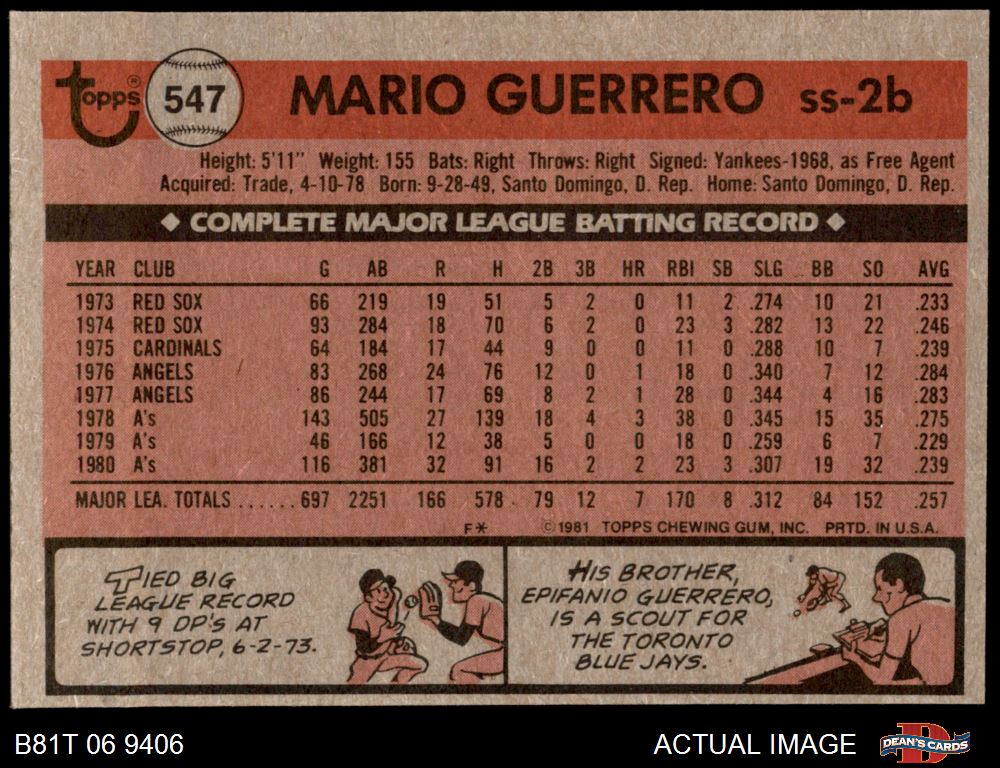 Topps® 547 MARIO GUERRERO ss-2b
Height: 5'11" Weight: 155 Bats: Right Throws: Right Signed: Yankees-1968, as Free Agent
Acquired: Trade, 4-10-78 Born: 9-28-49, Santo Domingo, D. Rep. Home: Santo Domingo, D. Rep.
◆ COMPLETE MAJOR LEAGUE BATTING RECORD ◆
YEAR CLUB G AB R H 2B 3B HR RBI SB SLG BB SO AVG
1973 RED SOX 66 219 19 51 5 2 0 11 2 .274 10 21 .233
1974 RED SOX 93 284 18 70 6 2 0 23 3 .282 13 22 .246
1975 CARDINALS 64 184 17 44 9 0 0 11 0 .288 10 7 .239
1976 ANGELS 83 268 24 76 12 0 1 18 0 .340 7 12 .284
1977 ANGELS 86 244 17 69 8 2 1 28 0 .344 4 16 .283
1978 A's 143 505 27 139 18 4 3 38 0 .345 15 35 .275
1979 A's 46 166 12 38 5 0 0 18 0 .259 6 7 .229
1980 A's 116 381 32 91 16 2 2 23 3 .307 19 32 .239
MAJOR LEA. TOTALS ...... 697 2251 166 578 79 12 7 170 8 .312 84 152 .257
F* ©1981 TOPPS CHEWING GUM, INC. PRTD. IN U.S.A.
TIED BIG
LEAGUE RECORD
WITH 9 DP'S AT
SHORTSTOP, 6-2-73.
HIS BROTHER,
EPIFANIO GUERRERO,
IS A SCOUT FOR
THE TORONTO
BLUE JAYS.
B81T 06 9406 ACTUAL IMAGE DEAN'S CARDS